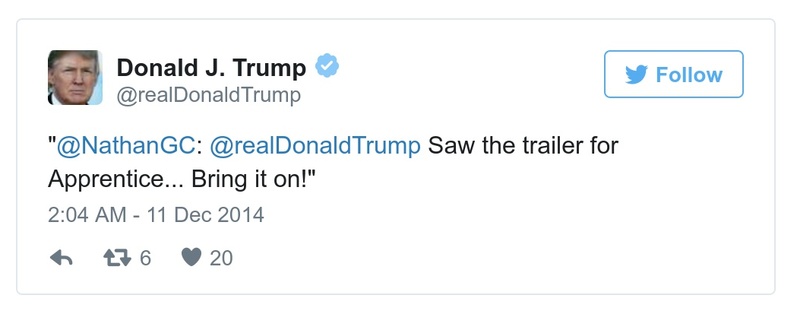 Donald J. Trump
@realDonaldTrump
Follow
"@NathanGC: @realDonaldTrump Saw the trailer for
Apprentice... Bring it on!"
2:04 AM - 11 Dec 2014
6 20